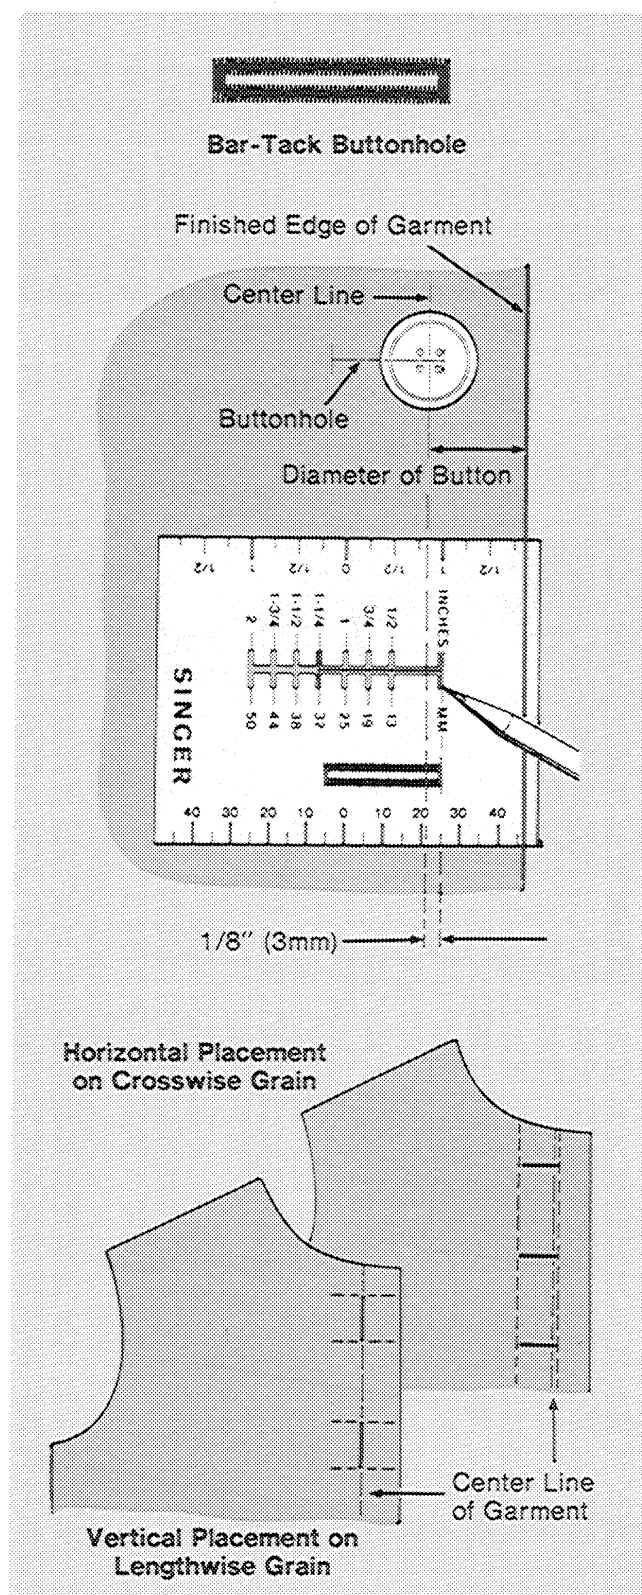 Bar-Tack Buttonhole
Finished Edge of Garment
Center Line
Buttonhole
Diameter of Button
1/2 1 1/2 0 1/2 1 1/2
2 1-3/4 1-1/2 1-1/4 1 3/4 1/2 INCHES
50 44 38 32 25 19 13 MM
SINGER
40 30 20 10 0 10 20 30 40
1/8" (3mm)
Horizontal Placement
on Crosswise Grain
Center Line
of Garment
Vertical Placement on
Lengthwise Grain